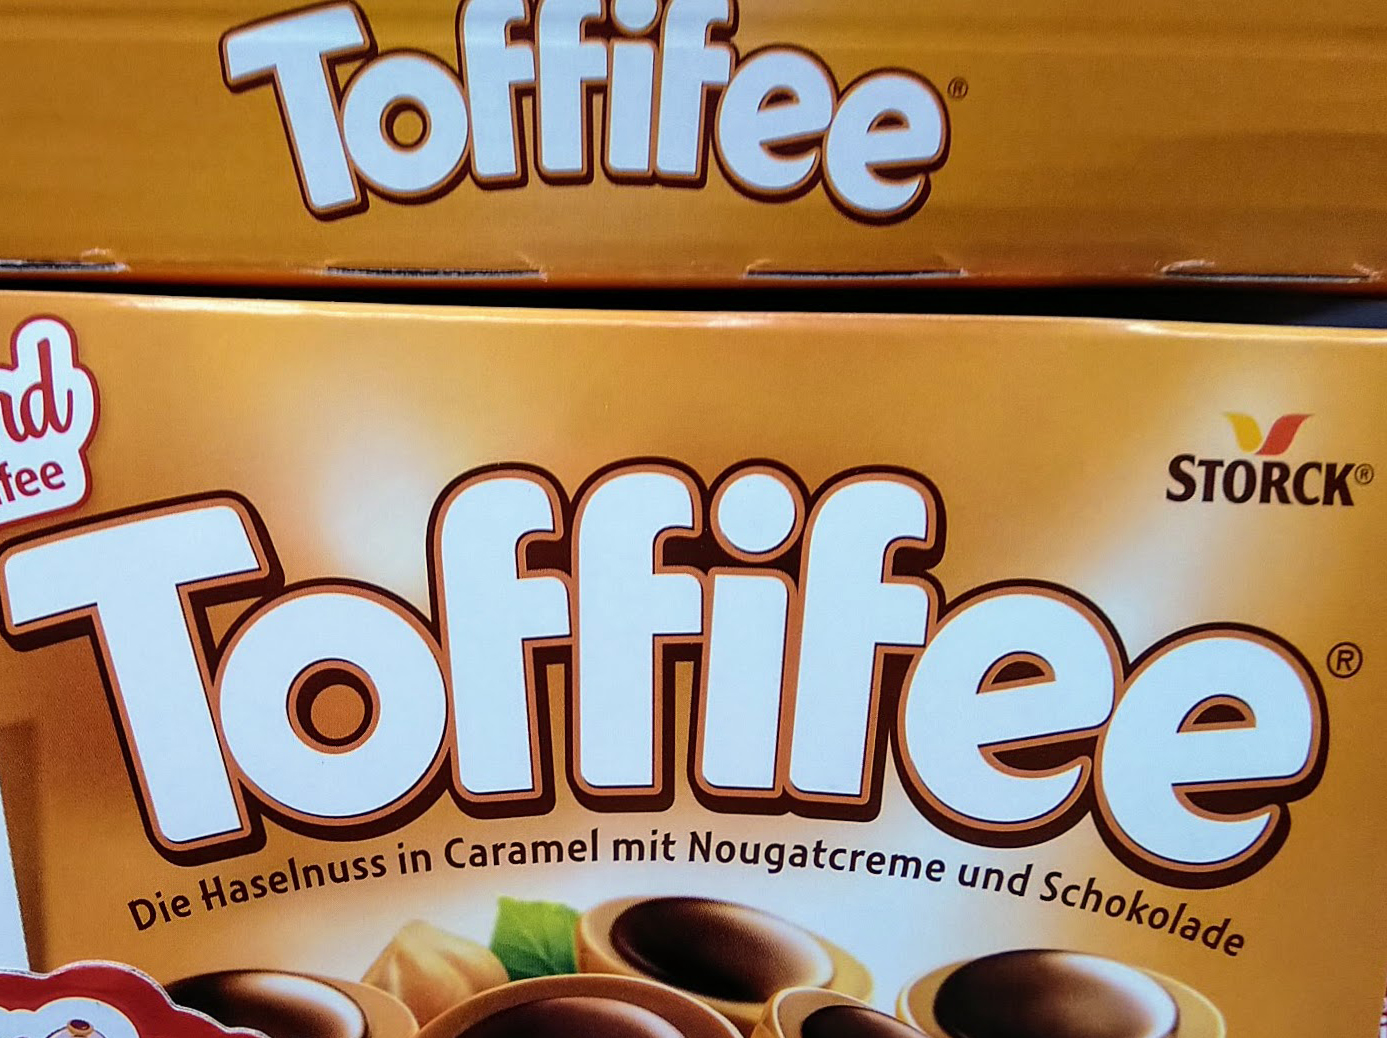 Toffifee®
STORCK®
Toffifee®
Die Haselnuss in Caramel mit Nougatcreme und Schokolade